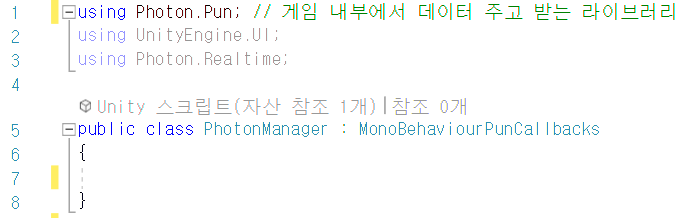 1 using Photon.Pun; // 게임 내부에서 데이터 주고 받는 라이브러리
2 using UnityEngine.UI;
3 using Photon.Realtime;
4
Unity 스크립트(자산 참조 1개)|참조 0개
5 public class PhotonManager : MonoBehaviourPunCallbacks
6 {
7
8 }